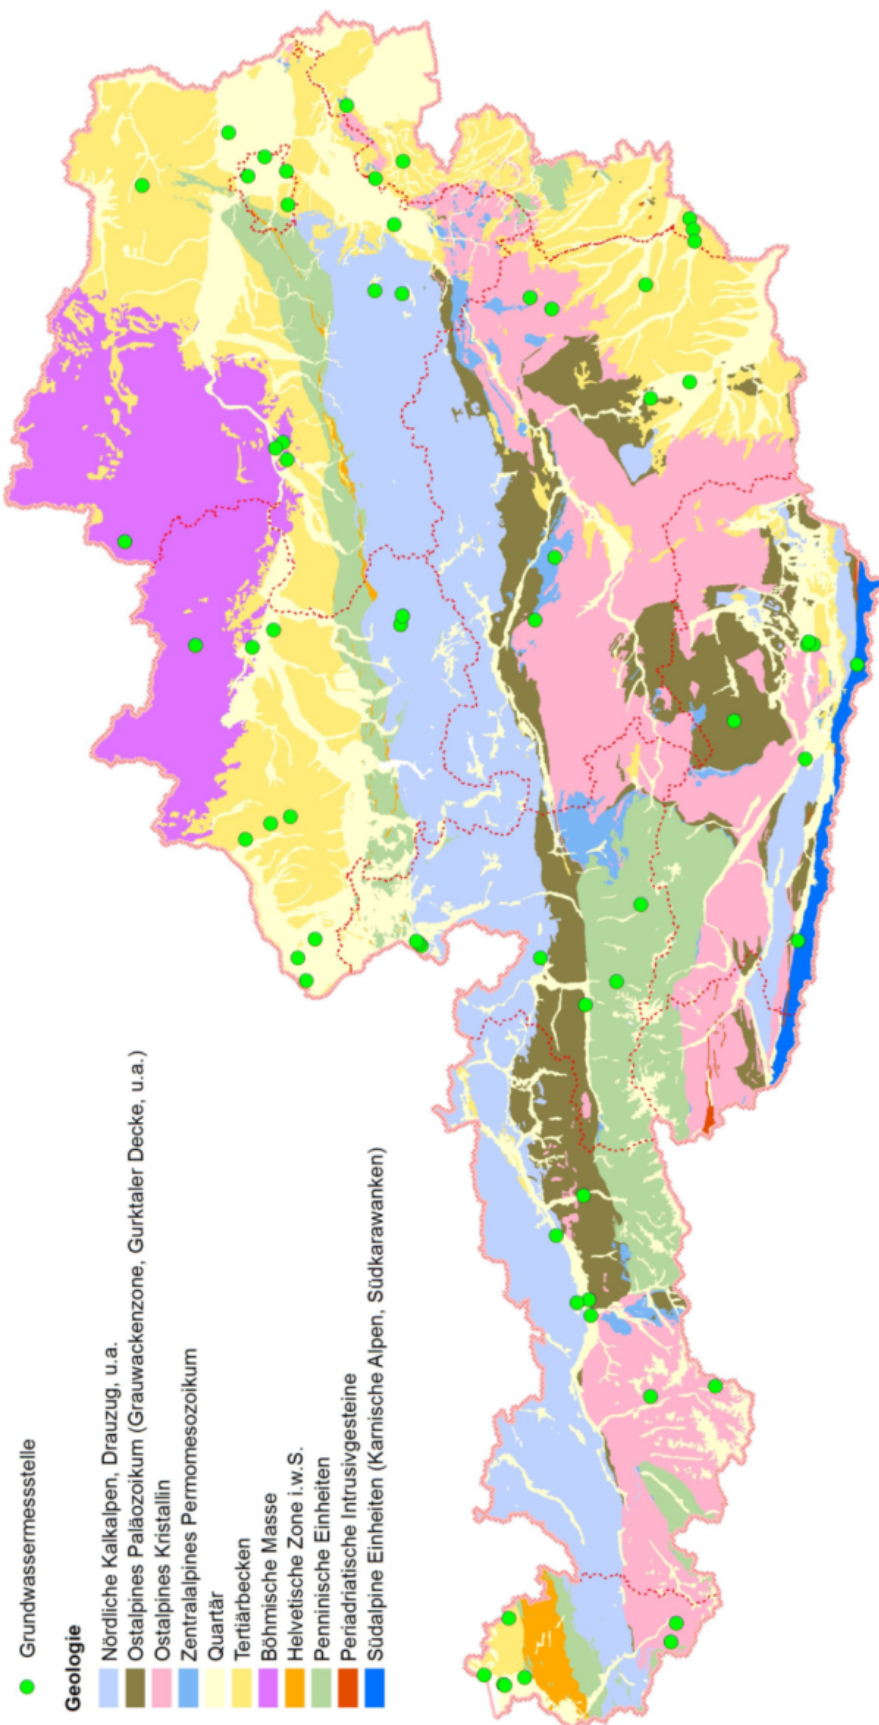 Grundwassermessstelle
Geologie
Nördliche Kalkalpen, Drauzug, u.a.
Ostalpines Paläozoikum (Grauwackenzone, Gurktaler Decke, u.a.)
Ostalpines Kristallin
Zentralalpines Permomesozoikum
Quartär
Tertiärbecken
Böhmische Masse
Helvetische Zone i.w.S.
Penninische Einheiten
Periadriatische Intrusivgesteine
Südalpine Einheiten (Karnische Alpen, Südkarawanken)